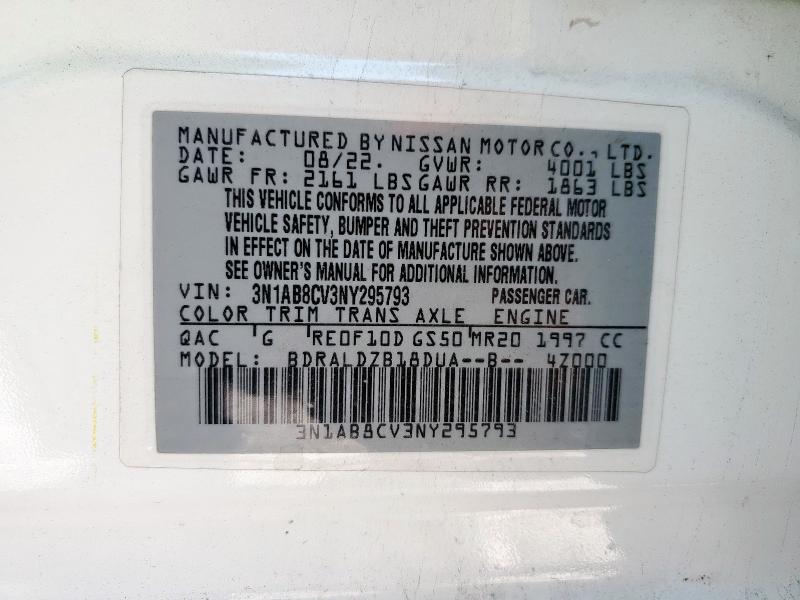 MANUFACTURED BY NISSAN MOTOR CO., LTD.
DATE: 08/22. GVWR: 4001 LBS
GAWR FR: 2161 LBS GAWR RR: 1863 LBS
THIS VEHICLE CONFORMS TO ALL APPLICABLE FEDERAL MOTOR
VEHICLE SAFETY, BUMPER AND THEFT PREVENTION STANDARDS
IN EFFECT ON THE DATE OF MANUFACTURE SHOWN ABOVE.
SEE OWNER'S MANUAL FOR ADDITIONAL INFORMATION.
VIN: 3N1AB8CV3NY295793 PASSENGER CAR.
COLOR TRIM TRANS AXLE ENGINE
QAC G RE0F10D GS50 MR20 1997 CC
MODEL: BDRALDZB18DUA--B-- 4Z000
3N1AB8CV3NY295793